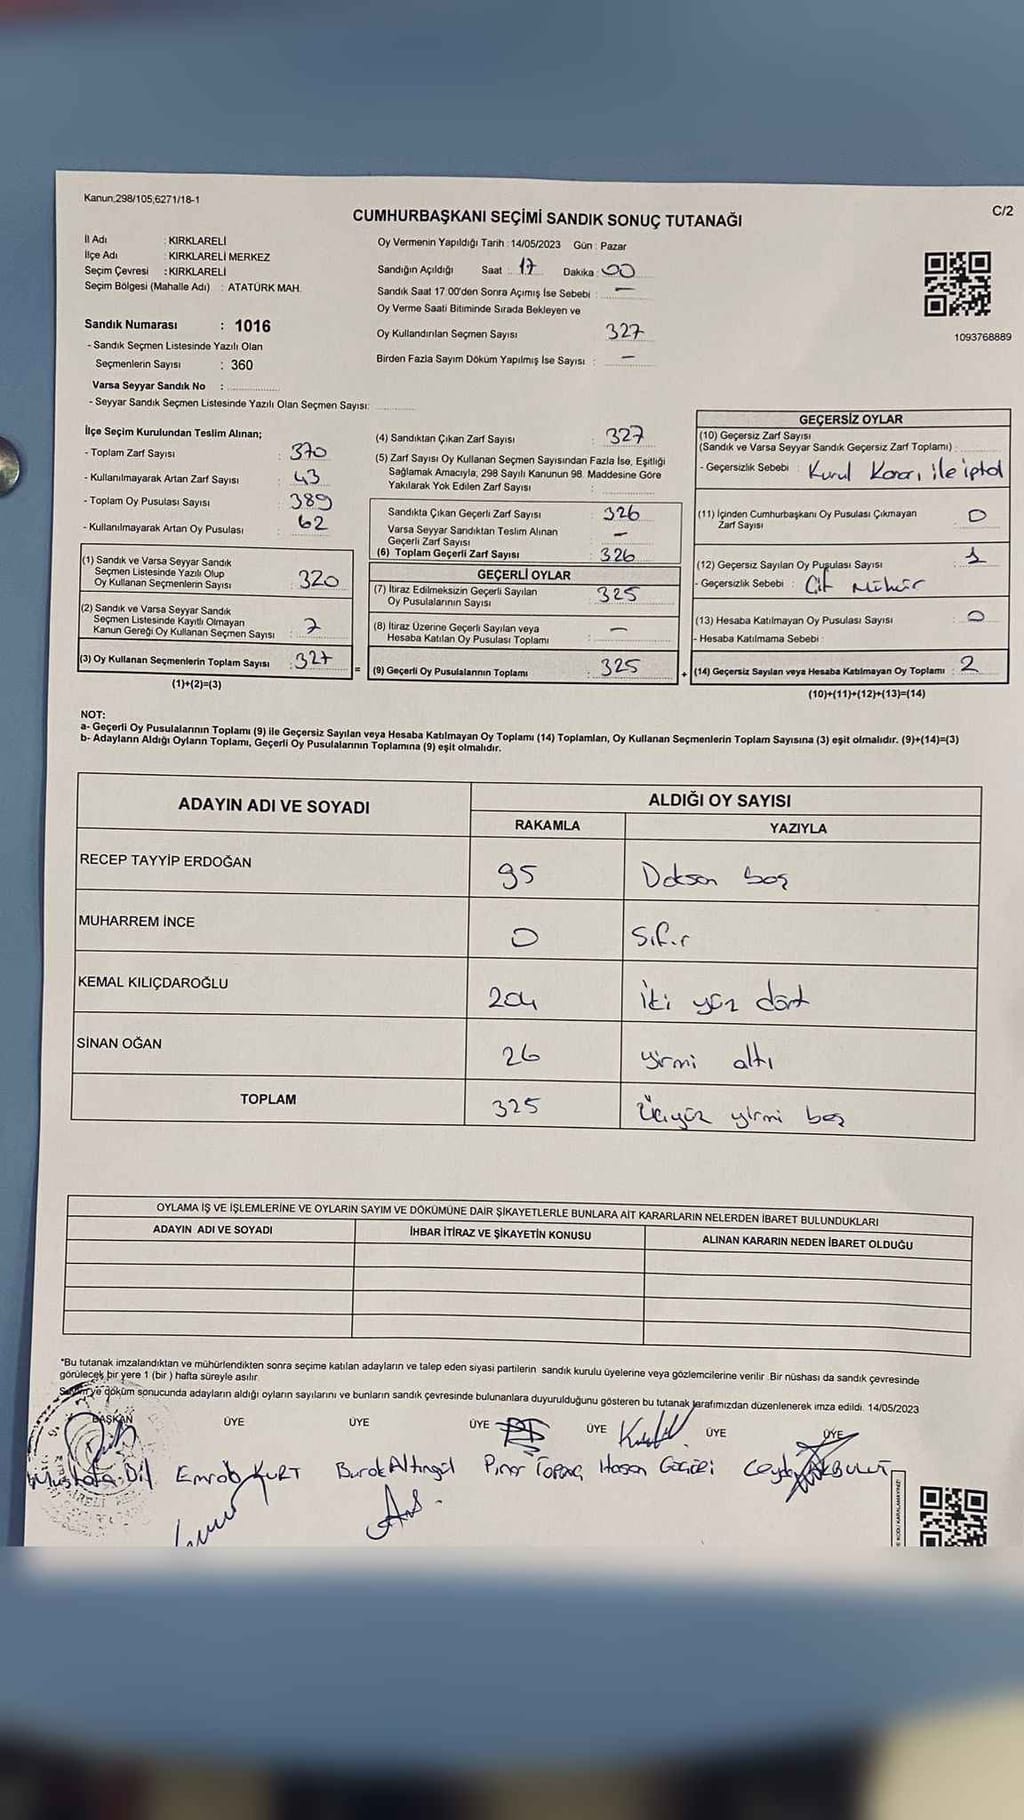 Kanun,298/105,6271/18-1
C/2
CUMHURBAŞKANI SEÇİMİ SANDIK SONUÇ TUTANAĞI
İl Adı : KIRKLARELİ
İlçe Adı : KIRKLARELİ MERKEZ
Seçim Çevresi : KIRKLARELİ
Seçim Bölgesi (Mahalle Adı) : ATATÜRK MAH.
Sandık Numarası : 1016
- Sandık Seçmen Listesinde Yazılı Olan
Seçmenlerin Sayısı : 360
Varsa Seyyar Sandık No :
- Seyyar Sandık Seçmen Listesinde Yazılı Olan Seçmen Sayısı:
Oy Vermenin Yapıldığı Tarih : 14/05/2023 Gün : Pazar
Sandığın Açıldığı Saat : 17 Dakika : 00
Sandık Saat 17:00'den Sonra Açımış İse Sebebi : —
Oy Verme Saati Bitiminde Sırada Bekleyen ve
Oy Kullandırılan Seçmen Sayısı 327
Birden Fazla Sayım Döküm Yapılmış İse Sayısı : —
1093768889
İlçe Seçim Kurulundan Teslim Alınan;
- Toplam Zarf Sayısı : 370
- Kullanılmayarak Artan Zarf Sayısı : 43
- Toplam Oy Pusulası Sayısı : 389
- Kullanılmayarak Artan Oy Pusulası : 62
(1) Sandık ve Varsa Seyyar Sandık
Seçmen Listesinde Yazılı Olup
Oy Kullanan Seçmenlerin Sayısı : 320
(2) Sandık ve Varsa Seyyar Sandık
Seçmen Listesinde Kayıtlı Olmayan
Kanun Gereği Oy Kullanan Seçmen Sayısı : 7
(3) Oy Kullanan Seçmenlerin Toplam Sayısı : 327
(1)+(2)=(3)
=
(4) Sandıktan Çıkan Zarf Sayısı : 327
(5) Zarf Sayısı Oy Kullanan Seçmen Sayısından Fazla İse, Eşitliği
Sağlamak Amacıyla, 298 Sayılı Kanunun 98. Maddesine Göre
Yakılarak Yok Edilen Zarf Sayısı :
Sandıkta Çıkan Geçerli Zarf Sayısı : 326
Varsa Seyyar Sandıktan Teslim Alınan
Geçerli Zarf Sayısı : —
(6) Toplam Geçerli Zarf Sayısı 326
GEÇERLİ OYLAR
(7) İtiraz Edilmeksizin Geçerli Sayılan
Oy Pusulalarının Sayısı : 325
(8) İtiraz Üzerine Geçerli Sayılan veya
Hesaba Katılan Oy Pusulası Toplamı : —
(9) Geçerli Oy Pusulalarının Toplamı : 325
+
GEÇERSİZ OYLAR
(10) Geçersiz Zarf Sayısı
(Sandık ve Varsa Seyyar Sandık Geçersiz Zarf Toplamı) :
- Geçersizlik Sebebi : Kurul Kararı ile iptal
(11) İçinden Cumhurbaşkanı Oy Pusulası Çıkmayan
Zarf Sayısı 0
(12) Geçersiz Sayılan Oy Pusulası Sayısı : 1
- Geçersizlik Sebebi : Çift Mühür
(13) Hesaba Katılmayan Oy Pusulası Sayısı : 0
- Hesaba Katılmama Sebebi :
(14) Geçersiz Sayılan veya Hesaba Katılmayan Oy Toplamı : 2
(10)+(11)+(12)+(13)=(14)
NOT:
a- Geçerli Oy Pusulalarının Toplamı (9) ile Geçersiz Sayılan veya Hesaba Katılmayan Oy Toplamı (14) Toplamları, Oy Kullanan Seçmenlerin Toplam Sayısına (3) eşit olmalıdır. (9)+(14)=(3)
b- Adayların Aldığı Oyların Toplamı, Geçerli Oy Pusulalarının Toplamına (9) eşit olmalıdır.
ADAYIN ADI VE SOYADI ALDIĞI OY SAYISI
RAKAMLA YAZIYLA
RECEP TAYYİP ERDOĞAN 95 Doksan beş
MUHARREM İNCE 0 Sıfır
KEMAL KILIÇDAROĞLU 204 İki yüz dört
SİNAN OĞAN 26 yirmi altı
TOPLAM 325 Üçyüz yirmi beş
OYLAMA İŞ VE İŞLEMLERİNE VE OYLARIN SAYIM VE DÖKÜMÜNE DAİR ŞİKAYETLERLE BUNLARA AİT KARARLARIN NELERDEN İBARET BULUNDUKLARI
ADAYIN ADI VE SOYADI İHBAR İTİRAZ VE ŞİKAYETİN KONUSU ALINAN KARARIN NEDEN İBARET OLDUĞU
*Bu tutanak imzalandıktan ve mühürlendikten sonra seçime katılan adayların ve talep eden siyasi partilerin sandık kurulu üyelerine veya gözlemcilerine verilir. Bir nüshası da sandık çevresinde
görülecek bir yere 1 (bir) hafta süreyle asılır.
Sayım ve döküm sonucunda adayların aldığı oyların sayılarını ve bunların sandık çevresinde bulunanlara duyurulduğunu gösteren bu tutanak tarafımızdan düzenlenerek imza edildi. 14/05/2023
BAŞKAN ÜYE ÜYE ÜYE ÜYE ÜYE ÜYE
Mustafa Dil Emrah KURT Burak Altıngül Pınar Topaç Hasan Ceyda AKBULUT